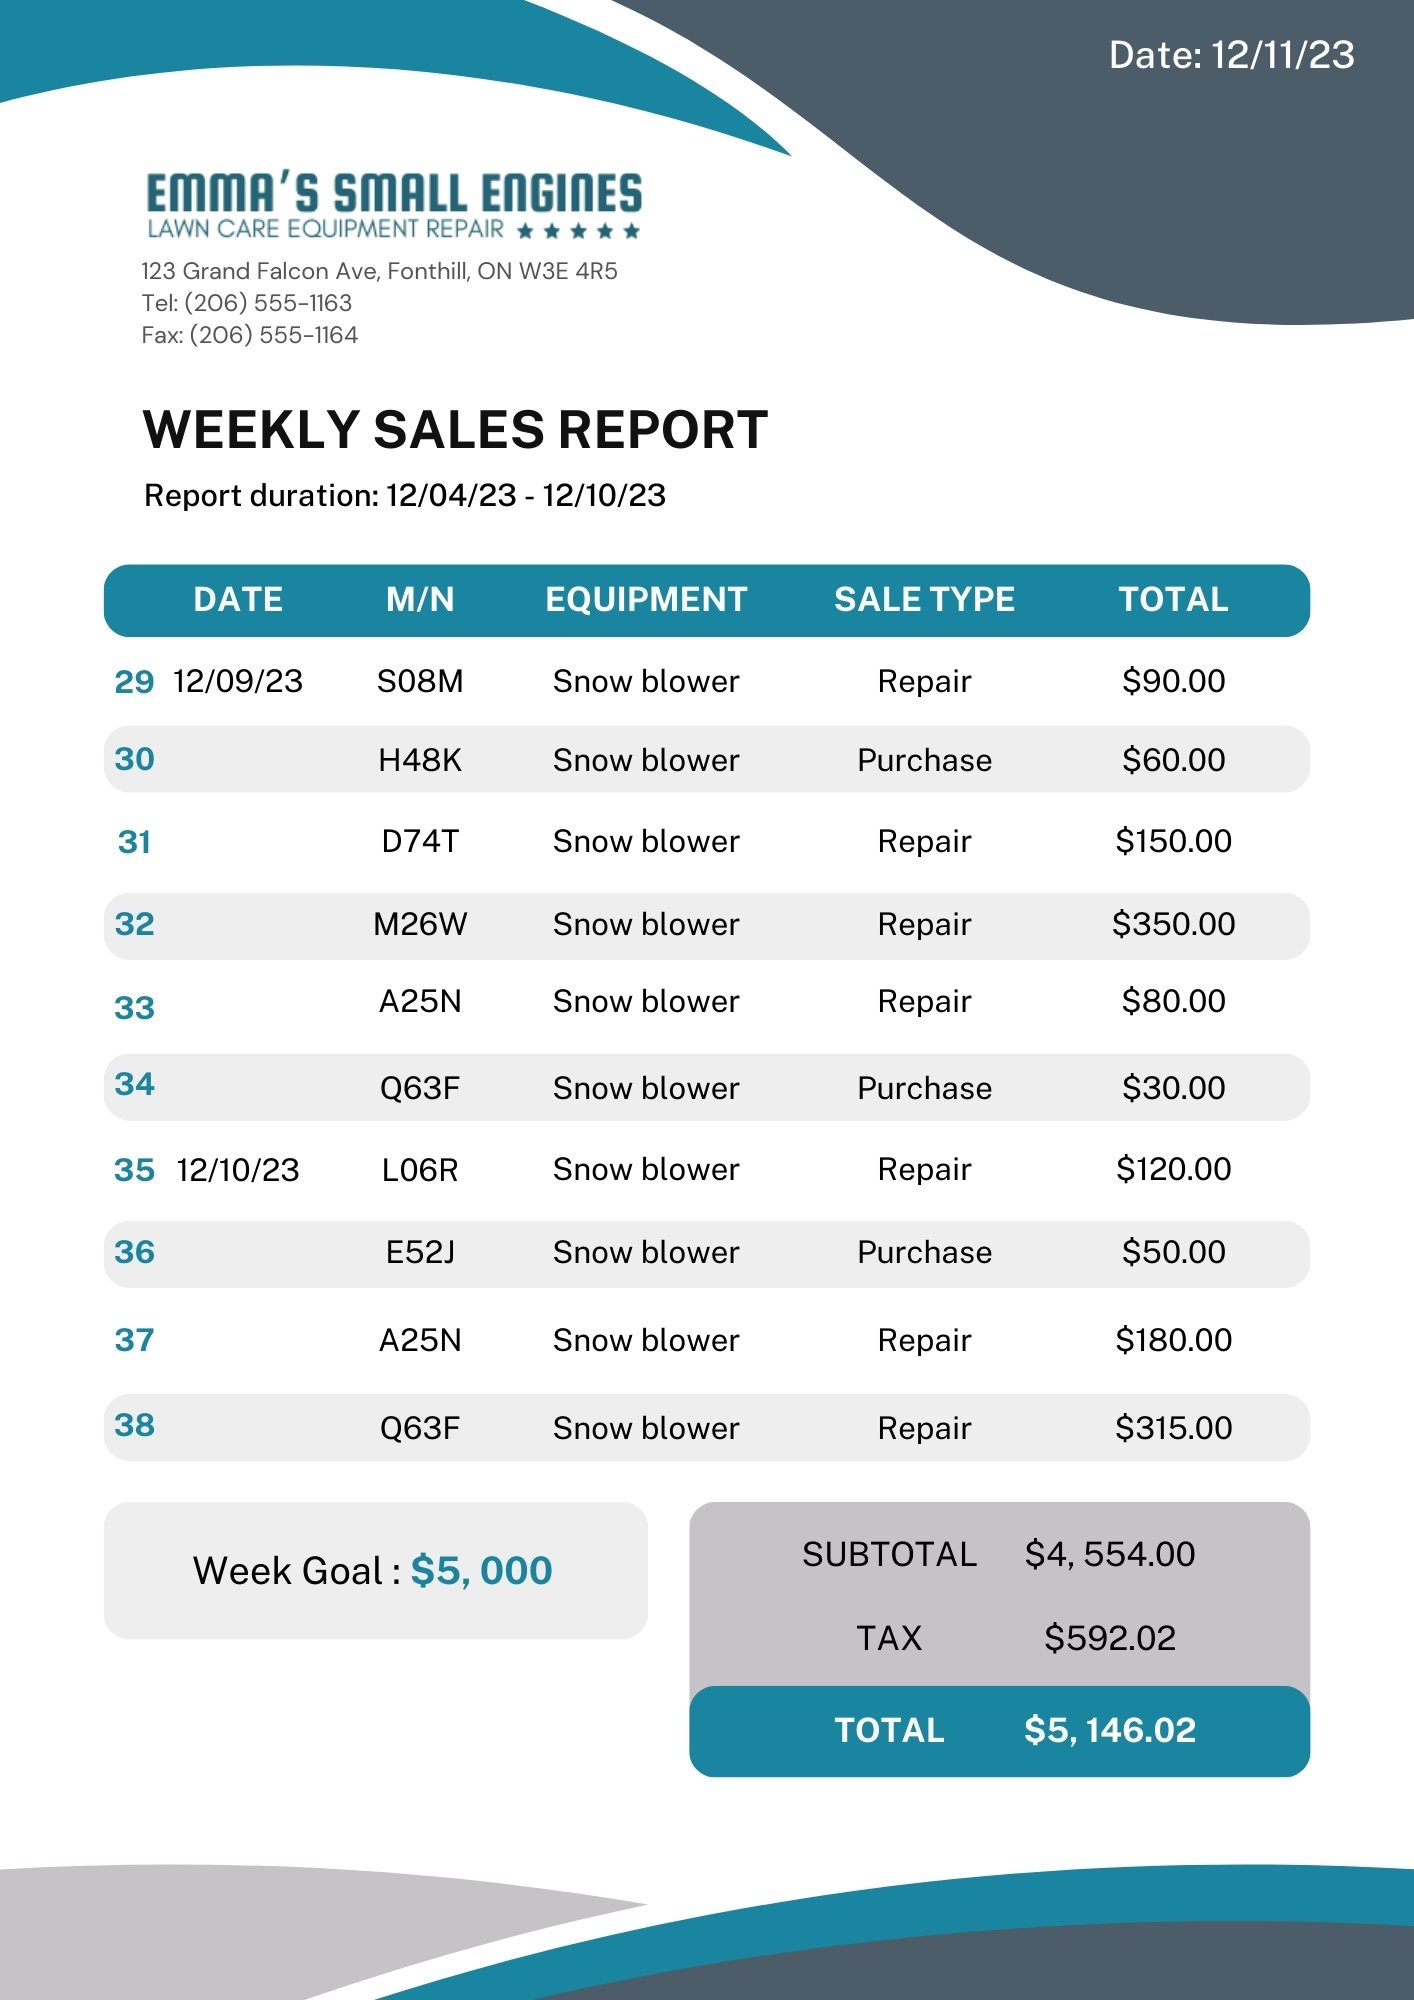 Date: 12/11/23
EMMA'S SMALL ENGINES
LAWN CARE EQUIPMENT REPAIR ★★★★★
123 Grand Falcon Ave, Fonthill, ON W3E 4R5
Tel: (206) 555-1163
Fax: (206) 555-1164
WEEKLY SALES REPORT
Report duration: 12/04/23 - 12/10/23
DATE M/N EQUIPMENT SALE TYPE TOTAL
29 12/09/23 S08M Snow blower Repair $90.00
30 H48K Snow blower Purchase $60.00
31 D74T Snow blower Repair $150.00
32 M26W Snow blower Repair $350.00
33 A25N Snow blower Repair $80.00
34 Q63F Snow blower Purchase $30.00
35 12/10/23 L06R Snow blower Repair $120.00
36 E52J Snow blower Purchase $50.00
37 A25N Snow blower Repair $180.00
38 Q63F Snow blower Repair $315.00
Week Goal : $5, 000
SUBTOTAL $4, 554.00
TAX $592.02
TOTAL $5, 146.02